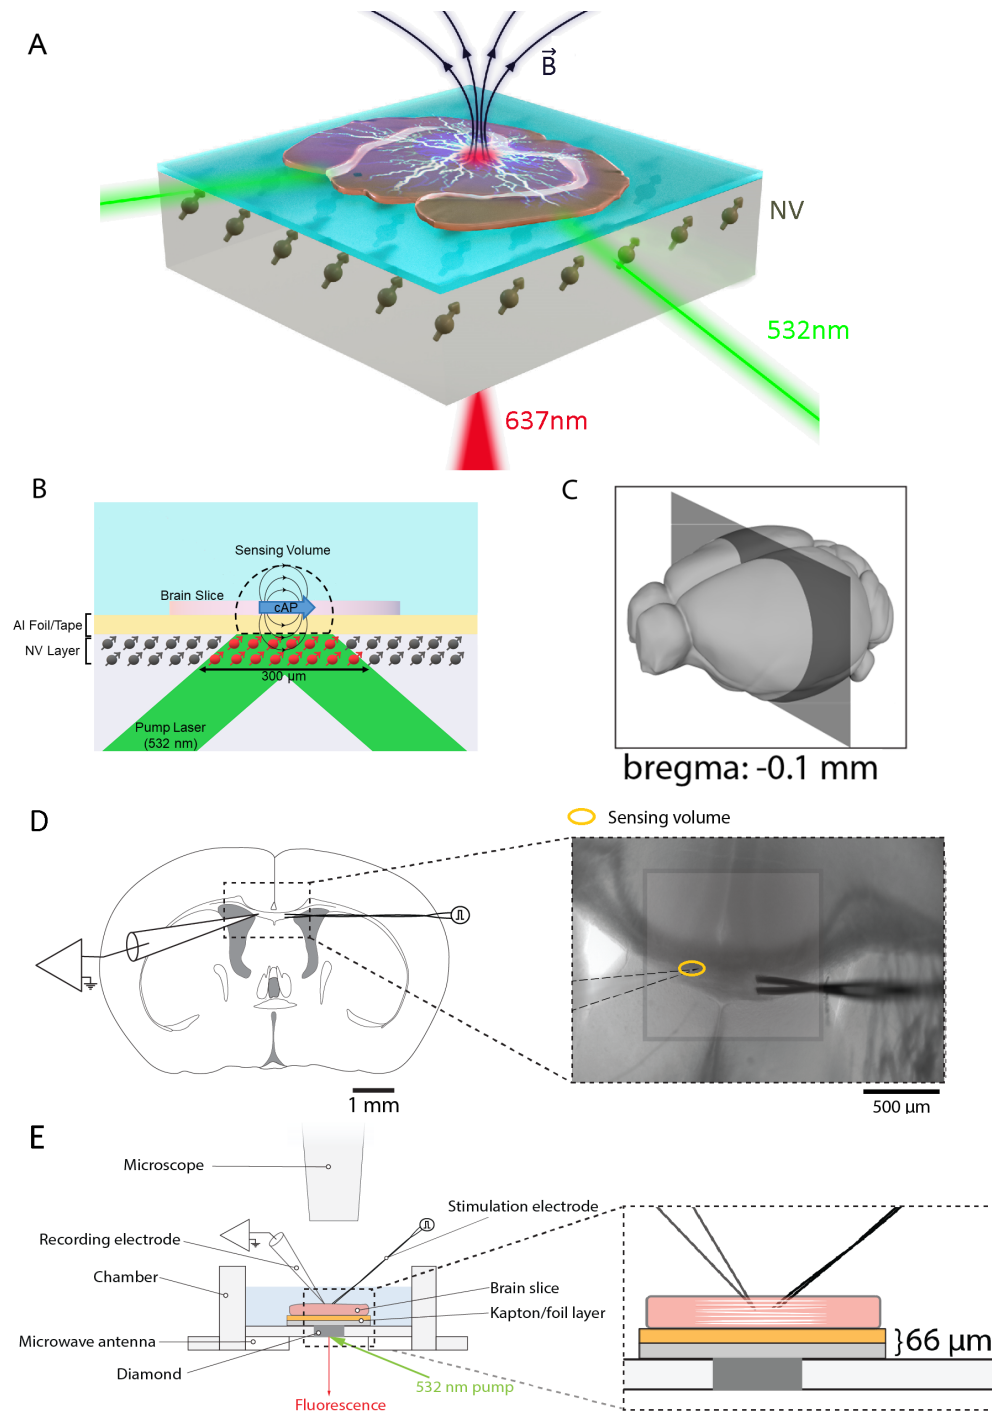 A
B
NV
532nm
637nm
B
Sensing Volume
Brain Slice
cAP
Al Foil/Tape
NV Layer
300 µm
Pump Laser
(532 nm)
C
bregma: -0.1 mm
D
Sensing volume
1 mm
500 µm
E
Microscope
Stimulation electrode
Recording electrode
Chamber
Brain slice
Kapton/foil layer
Microwave antenna
Diamond
532 nm pump
Fluorescence
}66 µm